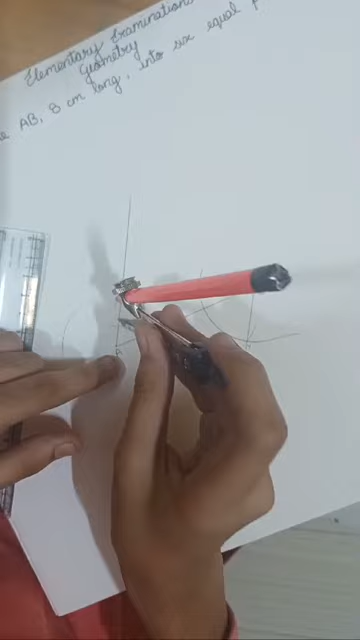 Elementary Examination
Geometry
AB, 8 cm long, into six equal